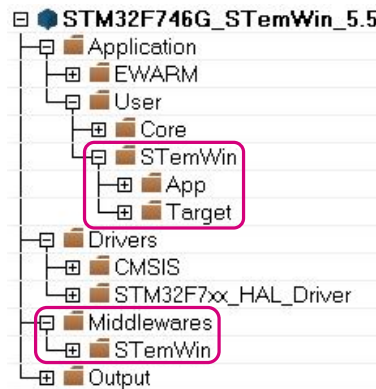 STM32F746G_STemWin_5.5
Application
EWARM
User
Core
STemWin
App
Target
Drivers
CMSIS
STM32F7xx_HAL_Driver
Middlewares
STemWin
Output